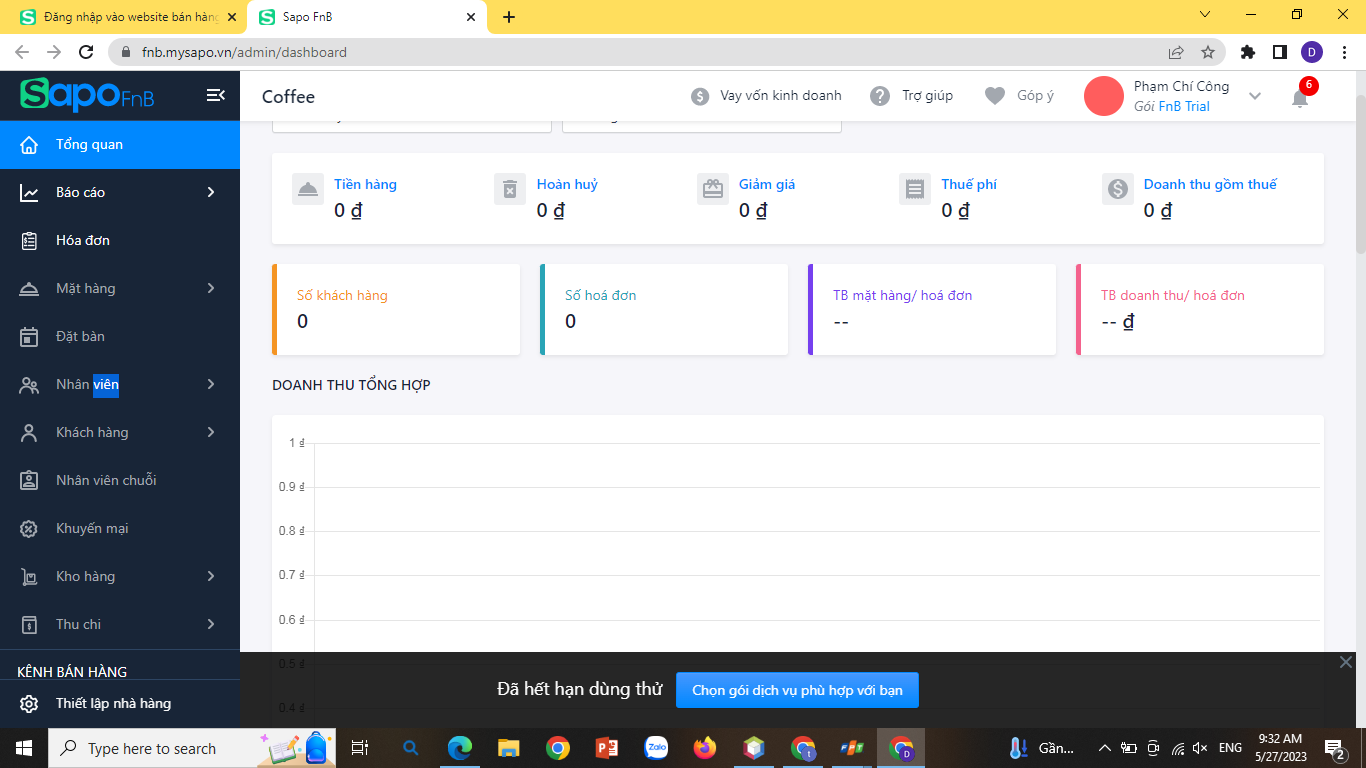 Đăng nhập vào website bán hàng
Sapo FnB
fnb.mysapo.vn/admin/dashboard
D
Sapo FnB
Coffee
Vay vốn kinh doanh
Trợ giúp
Góp ý
Phạm Chí Công
Gói FnB Trial
6
Tổng quan
Báo cáo
Hóa đơn
Mặt hàng
Đặt bàn
Nhân viên
Khách hàng
Nhân viên chuỗi
Khuyến mại
Kho hàng
Thu chi
KÊNH BÁN HÀNG
Thiết lập nhà hàng
Tiền hàng
0 ₫
Hoàn huỷ
0 ₫
Giảm giá
0 ₫
Thuế phí
0 ₫
Doanh thu gồm thuế
0 ₫
Số khách hàng
0
Số hoá đơn
0
TB mặt hàng/ hoá đơn
--
TB doanh thu/ hoá đơn
-- ₫
DOANH THU TỔNG HỢP
1 ₫
0.9 ₫
0.8 ₫
0.7 ₫
0.6 ₫
0.5 ₫
0.4 ₫
Đã hết hạn dùng thử
Chọn gói dịch vụ phù hợp với bạn
Type here to search
Zalo
Gần...
ENG
9:32 AM
5/27/2023
2